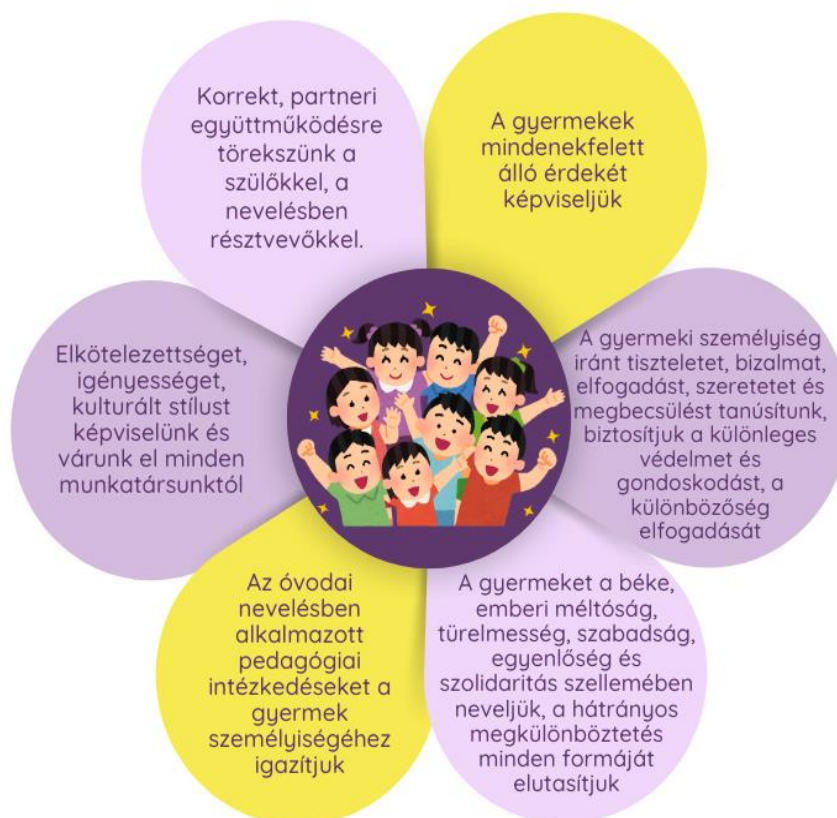 Korrekt, partneri
együttműködésre
törekszünk a
szülőkkel, a
nevelésben
résztvevőkkel.
A gyermekek
mindenekfelett
álló érdekét
képviseljük
Elkötelezettséget,
igényességet,
kulturált stílust
képviselünk és
várunk el minden
munkatársunktól
A gyermeki személyiség
iránt tiszteletet, bizalmat,
elfogadást, szeretetet és
megbecsülést tanúsítunk,
biztosítjuk a különleges
védelmet és
gondoskodást, a
különbözőség
elfogadását
Az óvodai
nevelésben
alkalmazott
pedagógiai
intézkedéseket a
gyermek
személyiségéhez
igazítjuk
A gyermeket a béke,
emberi méltóság,
türelmesség, szabadság,
egyenlőség és
szolidaritás szellemében
neveljük, a hátrányos
megkülönböztetés
minden formáját
elutasítjuk